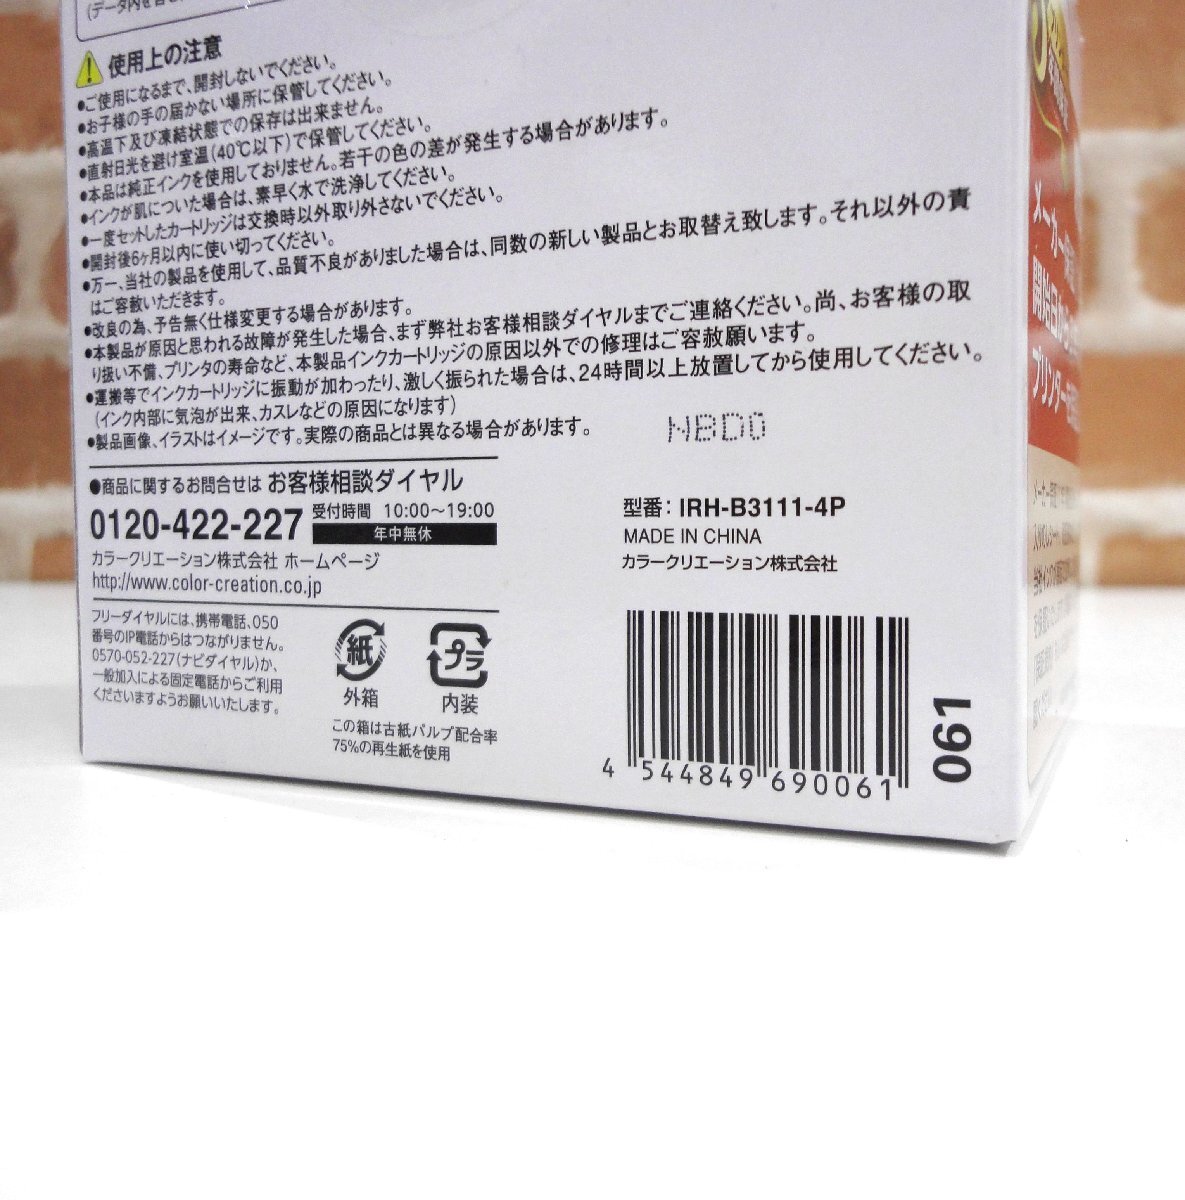 使用上の注意
●ご使用になるまで、開封しないでください。
●お子様の手の届かない場所に保管してください。
●高温下及び凍結状態での保存は出来ません。
●直射日光を避け室温(40℃以下)で保管してください。
●本品は純正インクを使用しておりません。若干の色の差が発生する場合があります。
●インクが肌についた場合は、素早く水で洗浄してください。
●一度セットしたカートリッジは交換時以外取り外さないでください。
●開封後6ヶ月以内に使い切ってください。
●万一、当社の製品を使用して、品質不良がありました場合は、同数の新しい製品とお取替え致します。それ以外の責
はご容赦いただきます。
●改良の為、予告無く仕様変更する場合があります。
●本製品が原因と思われる故障が発生した場合、まず弊社お客様相談ダイヤルまでご連絡ください。尚、お客様の取
り扱い不備、プリンタの寿命など、本製品インクカートリッジの原因以外での修理はご容赦願います。
●運搬等でインクカートリッジに振動が加わったり、激しく振られた場合は、24時間以上放置してから使用してください。
(インク内部に気泡が出来、カスレなどの原因になります)
●製品画像、イラストはイメージです。実際の商品とは異なる場合があります。
NBD0
●商品に関するお問合せは お客様相談ダイヤル
0120-422-227 受付時間 10:00〜19:00
年中無休
カラークリエーション株式会社 ホームページ
http://www.color-creation.co.jp
フリーダイヤルには、携帯電話、050
番号のIP電話からはつながりません。
0570-052-227(ナビダイヤル)か、
一般加入による固定電話からご利用
くださいますようお願いいたします。
紙
外箱
プラ
内装
この箱は古紙パルプ配合率
75%の再生紙を使用
型番：IRH-B3111-4P
MADE IN CHINA
カラークリエーション株式会社
4 544849 690061
061
メーカー
開始日から
プリンター